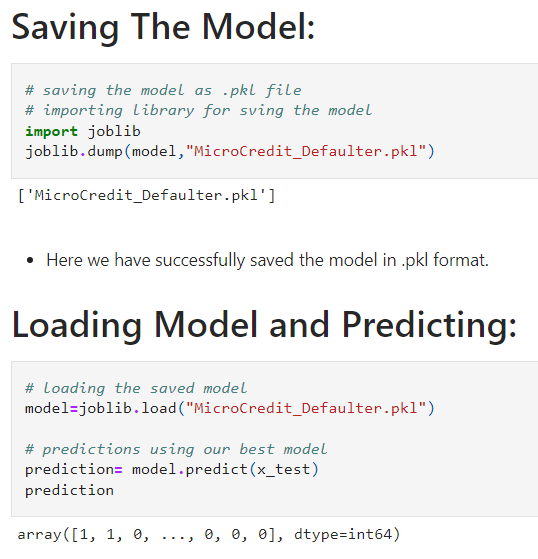 Saving The Model:
# saving the model as .pkl file
# importing library for sving the model
import joblib
joblib.dump(model,"MicroCredit_Defaulter.pkl")
['MicroCredit_Defaulter.pkl']
• Here we have successfully saved the model in .pkl format.
Loading Model and Predicting:
# Loading the saved model
model=joblib.load("MicroCredit_Defaulter.pkl")
# predictions using our best model
prediction= model.predict(x_test)
prediction
array([1, 1, 0, ..., 0, 0, 0], dtype=int64)